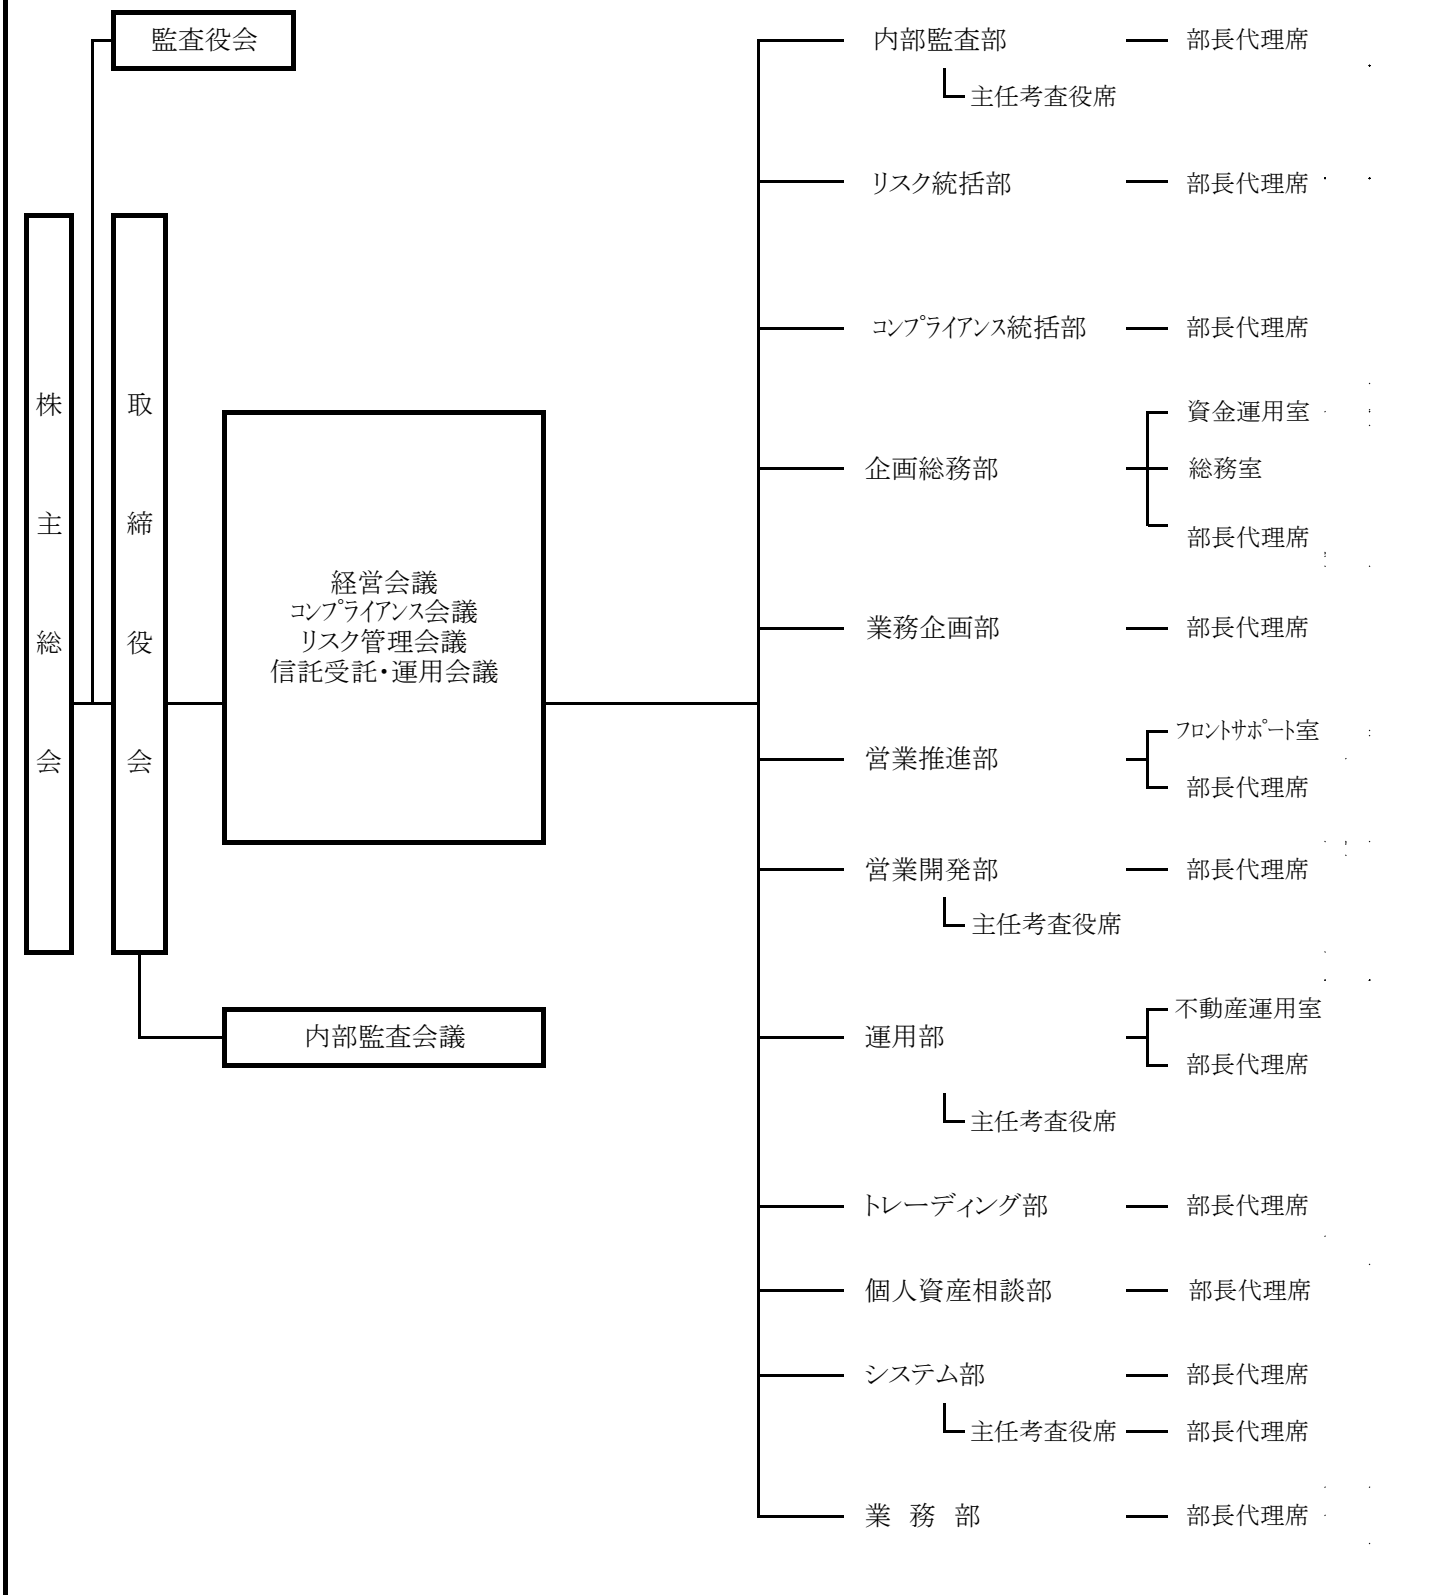 監査役会
株主総会
取締役会
経営会議
コンプライアンス会議
リスク管理会議
信託受託・運用会議
内部監査会議
内部監査部 部長代理席
主任考査役席
リスク統括部 部長代理席
コンプライアンス統括部 部長代理席
資金運用室
企画総務部 総務室
部長代理席
業務企画部 部長代理席
フロントサポート室
営業推進部
部長代理席
営業開発部 部長代理席
主任考査役席
不動産運用室
運用部
部長代理席
主任考査役席
トレーディング部 部長代理席
個人資産相談部 部長代理席
システム部 部長代理席
主任考査役席 部長代理席
業 務 部 部長代理席